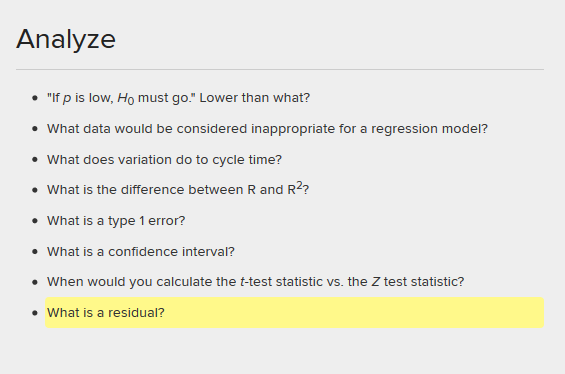 Analyze
• "If p is low, H₀ must go." Lower than what?
• What data would be considered inappropriate for a regression model?
• What does variation do to cycle time?
• What is the difference between R and R²?
• What is a type 1 error?
• What is a confidence interval?
• When would you calculate the t-test statistic vs. the Z test statistic?
• What is a residual?